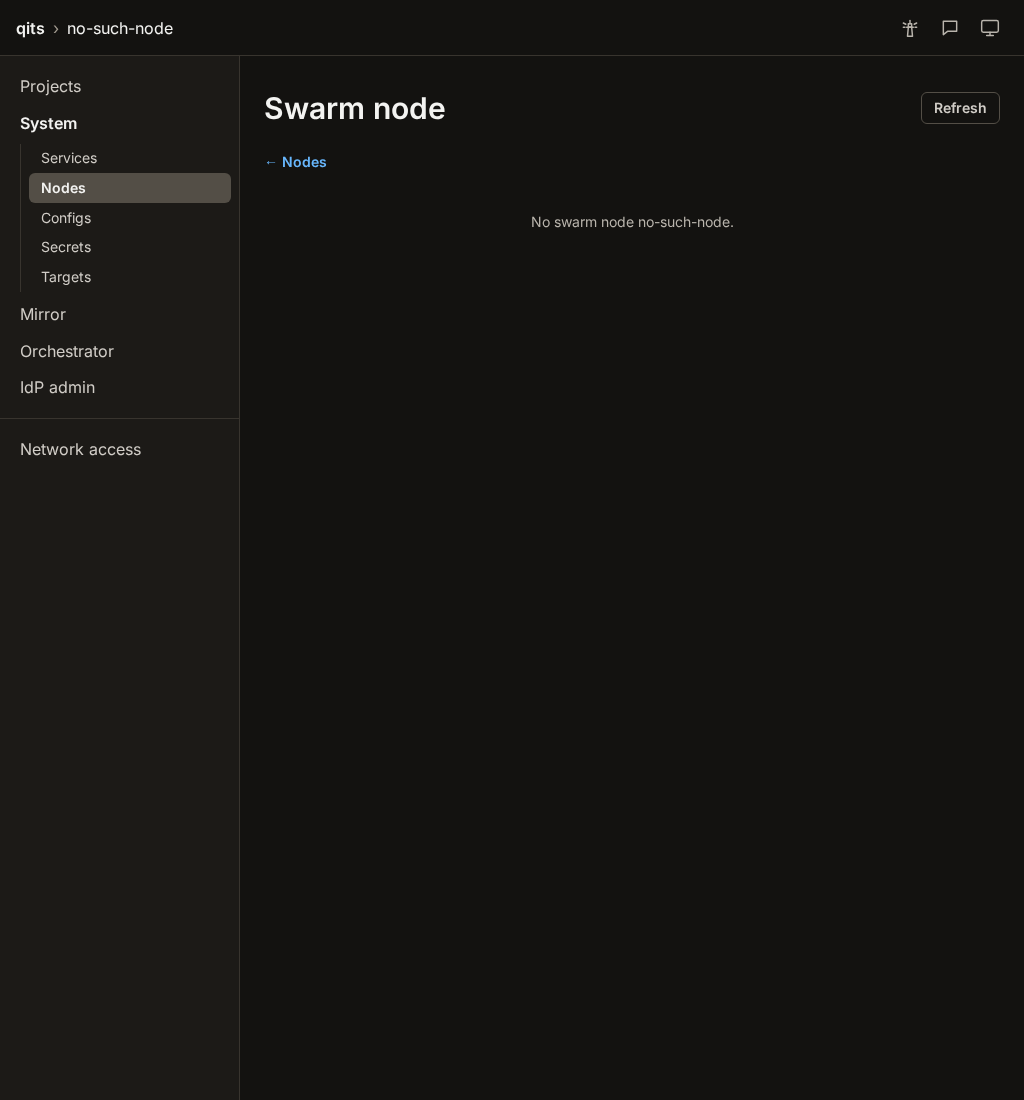 qits › no-such-node
Projects
System
Services
Nodes
Configs
Secrets
Targets
Mirror
Orchestrator
IdP admin
Network access
Swarm node
Refresh
← Nodes
No swarm node no-such-node.